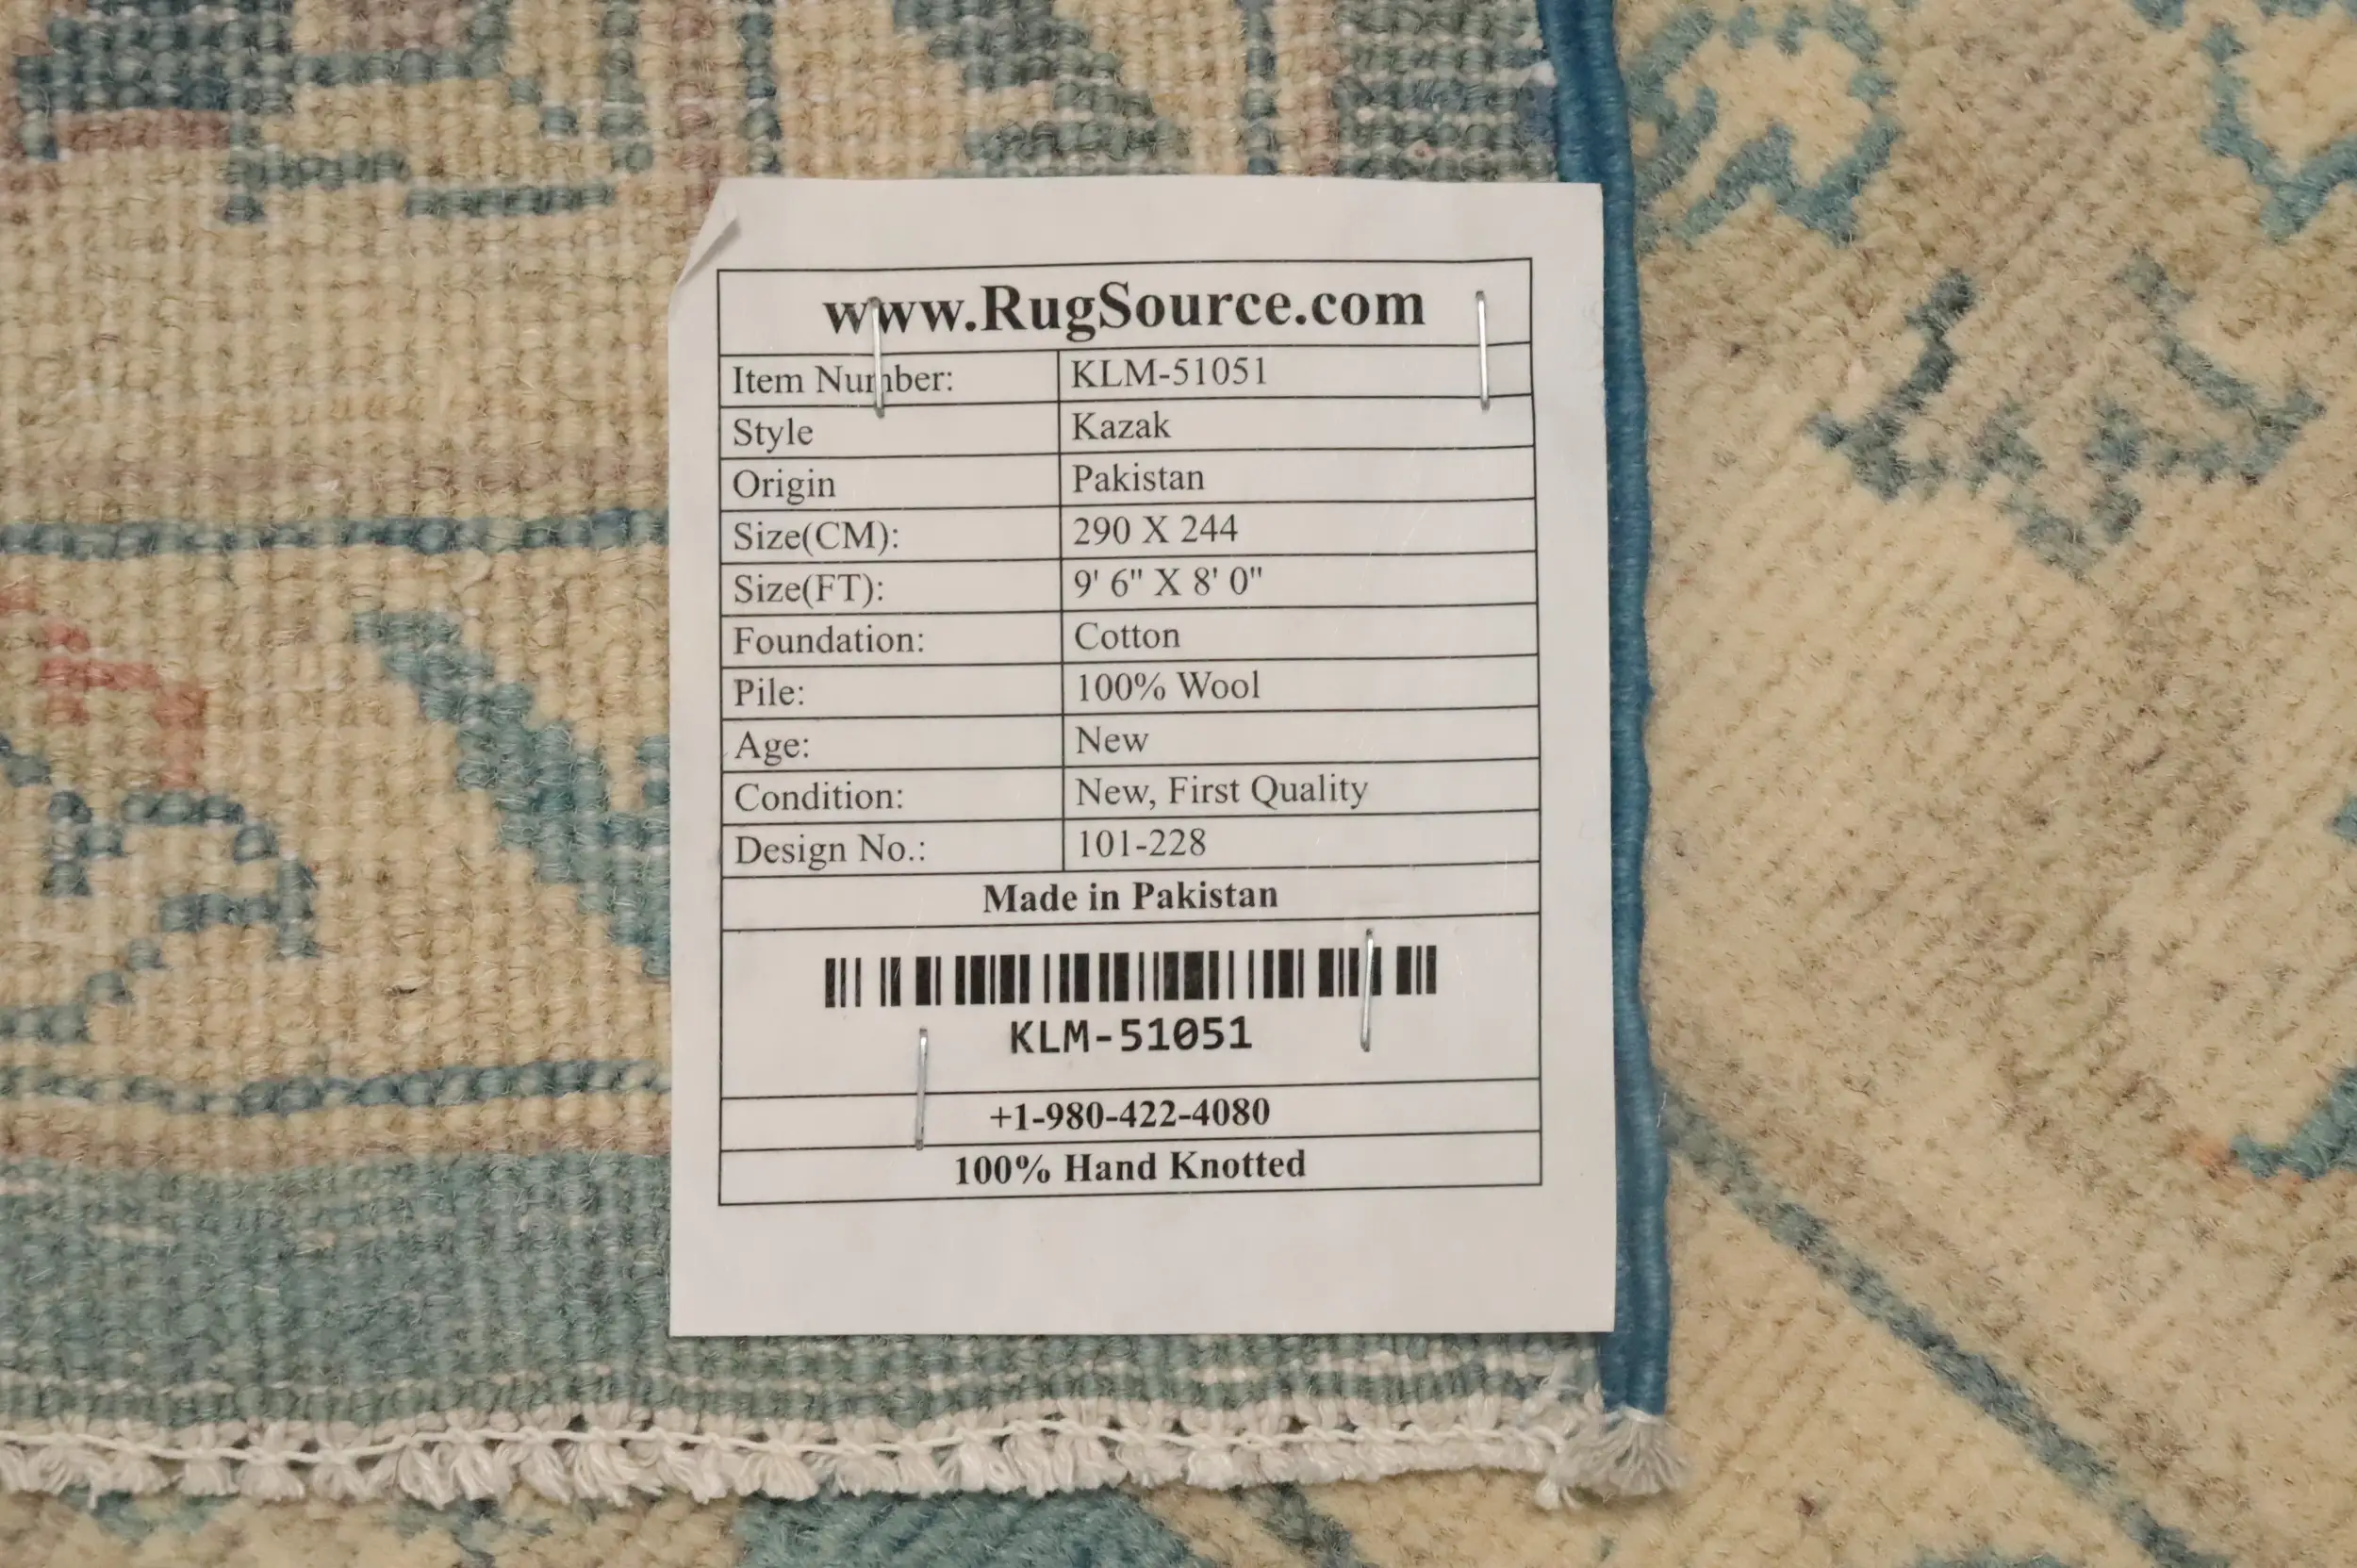 www.RugSource.com
Item Number: KLM-51051
Style Kazak
Origin Pakistan
Size(CM): 290 X 244
Size(FT): 9' 6" X 8' 0"
Foundation: Cotton
Pile: 100% Wool
Age: New
Condition: New, First Quality
Design No.: 101-228
Made in Pakistan
KLM-51051
+1-980-422-4080
100% Hand Knotted